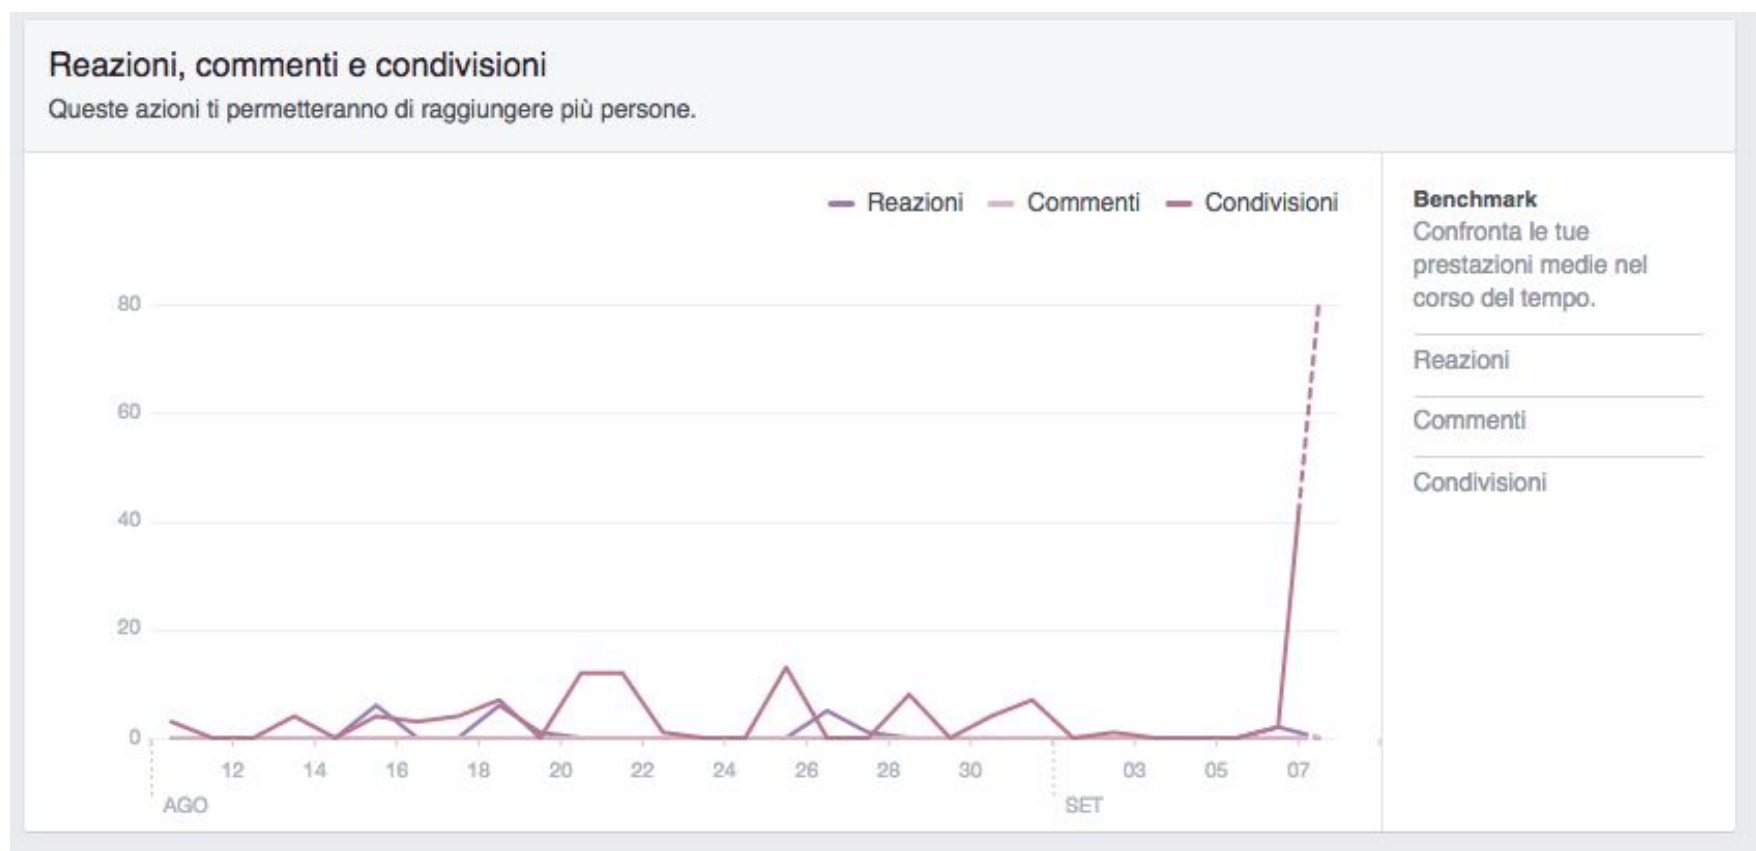 Reazioni, commenti e condivisioni
Queste azioni ti permetteranno di raggiungere più persone.
Reazioni Commenti Condivisioni
80
60
40
20
0
12 14 16 18 20 22 24 26 28 30 03 05 07
AGO SET
Benchmark
Confronta le tue
prestazioni medie nel
corso del tempo.
Reazioni
Commenti
Condivisioni